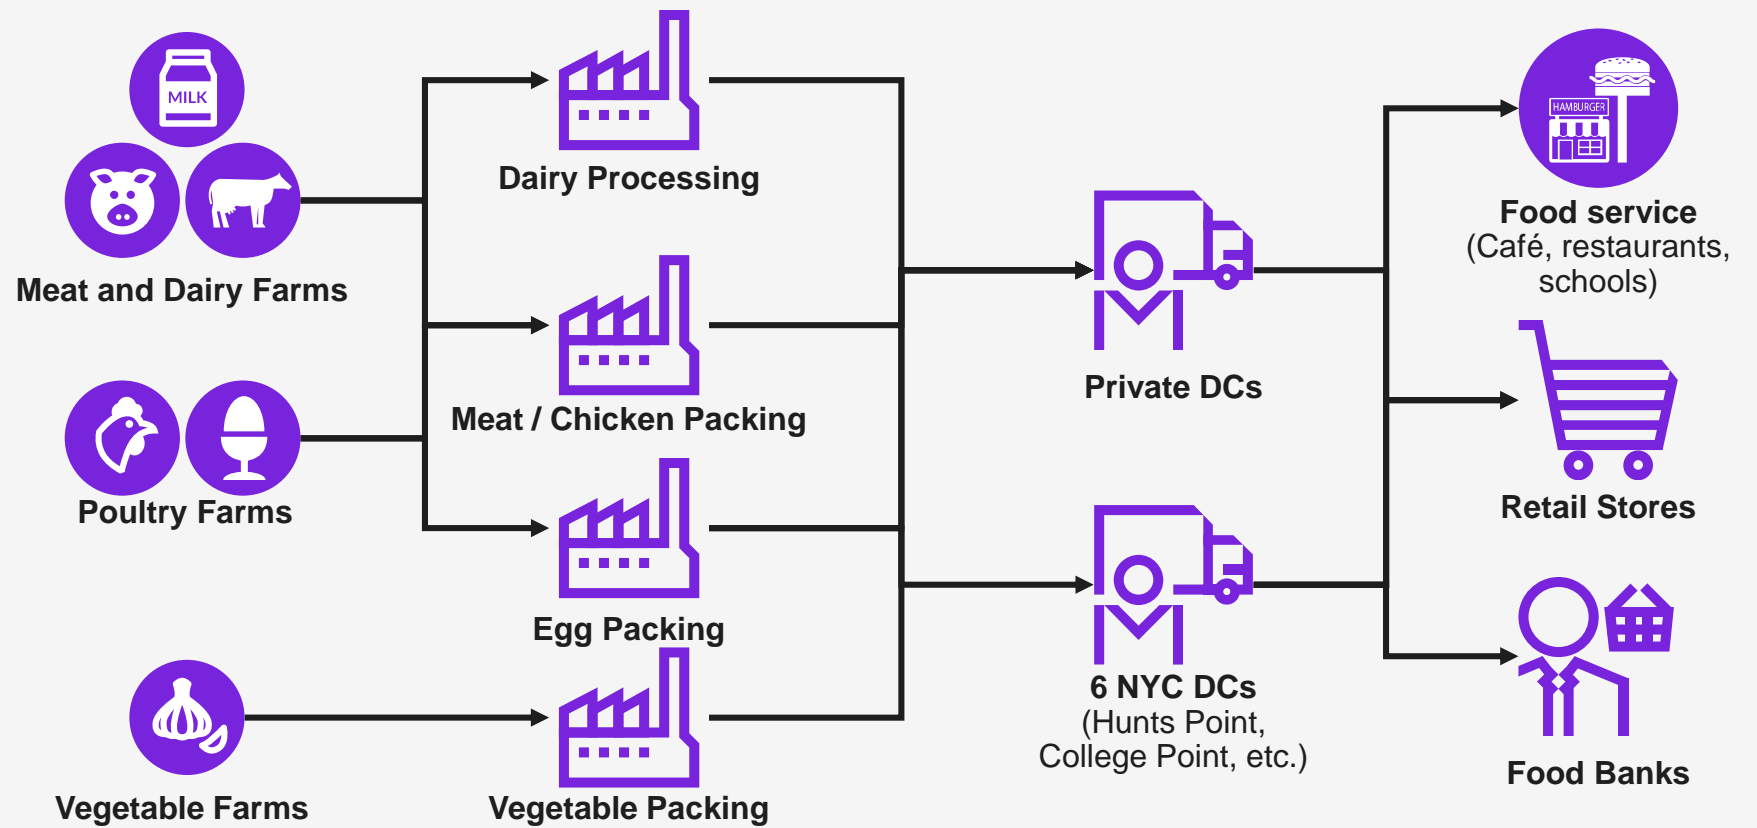 MILK
Meat and Dairy Farms
Poultry Farms
Vegetable Farms
Dairy Processing
Meat / Chicken Packing
Egg Packing
Vegetable Packing
Private DCs
6 NYC DCs
(Hunts Point,
College Point, etc.)
HAMBURGER
Food service
(Café, restaurants,
schools)
Retail Stores
Food Banks